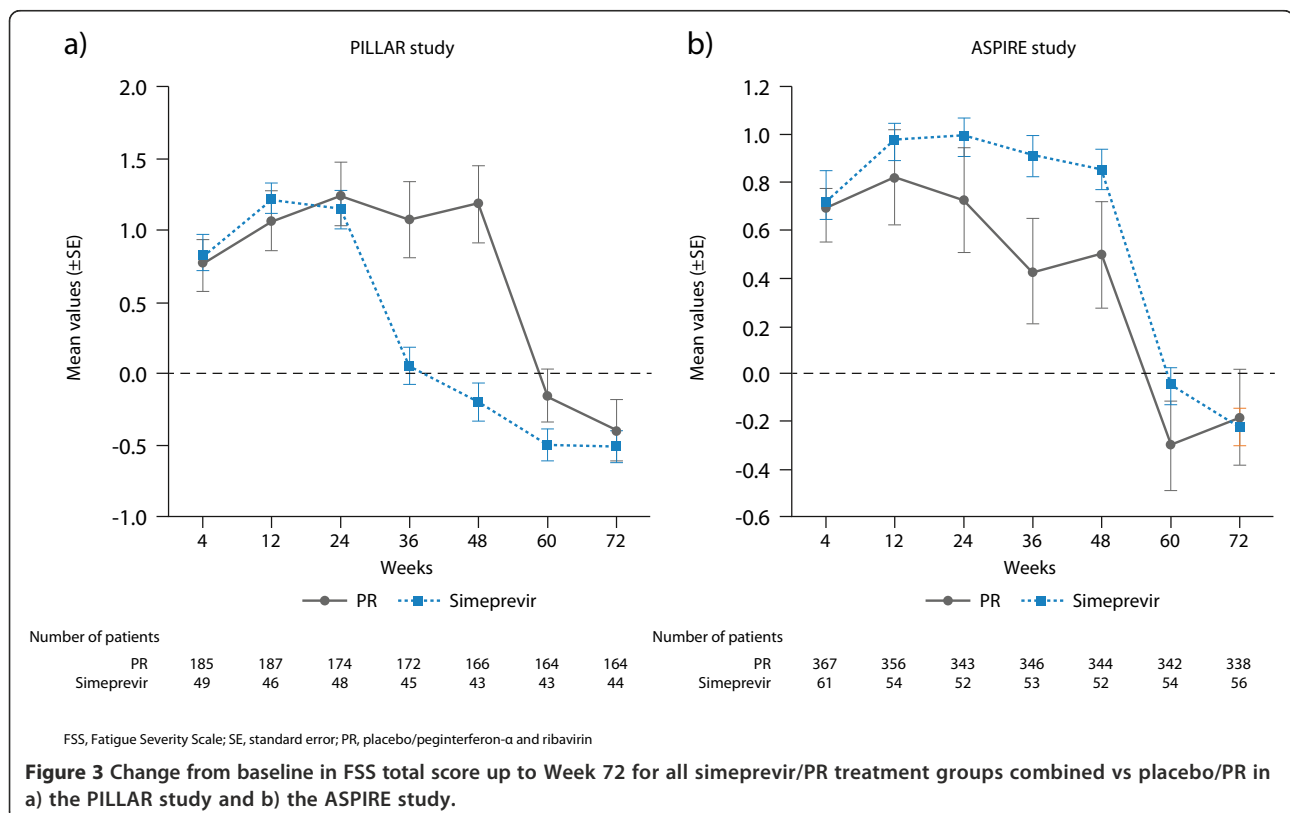 a) PILLAR study
2.0
1.5
1.0
0.5
0.0
-0.5
-1.0
Mean values (±SE)
4 12 24 36 48 60 72
Weeks
PR Simeprevir
Number of patients
PR 185 187 174 172 166 164 164
Simeprevir 49 46 48 45 43 43 44
b) ASPIRE study
1.2
1.0
0.8
0.6
0.4
0.2
0.0
-0.2
-0.4
-0.6
Mean values (±SE)
4 12 24 36 48 60 72
Weeks
PR Simeprevir
Number of patients
PR 367 356 343 346 344 342 338
Simeprevir 61 54 52 53 52 54 56
FSS, Fatigue Severity Scale; SE, standard error; PR, placebo/peginterferon-α and ribavirin
Figure 3 Change from baseline in FSS total score up to Week 72 for all simeprevir/PR treatment groups combined vs placebo/PR in
a) the PILLAR study and b) the ASPIRE study.